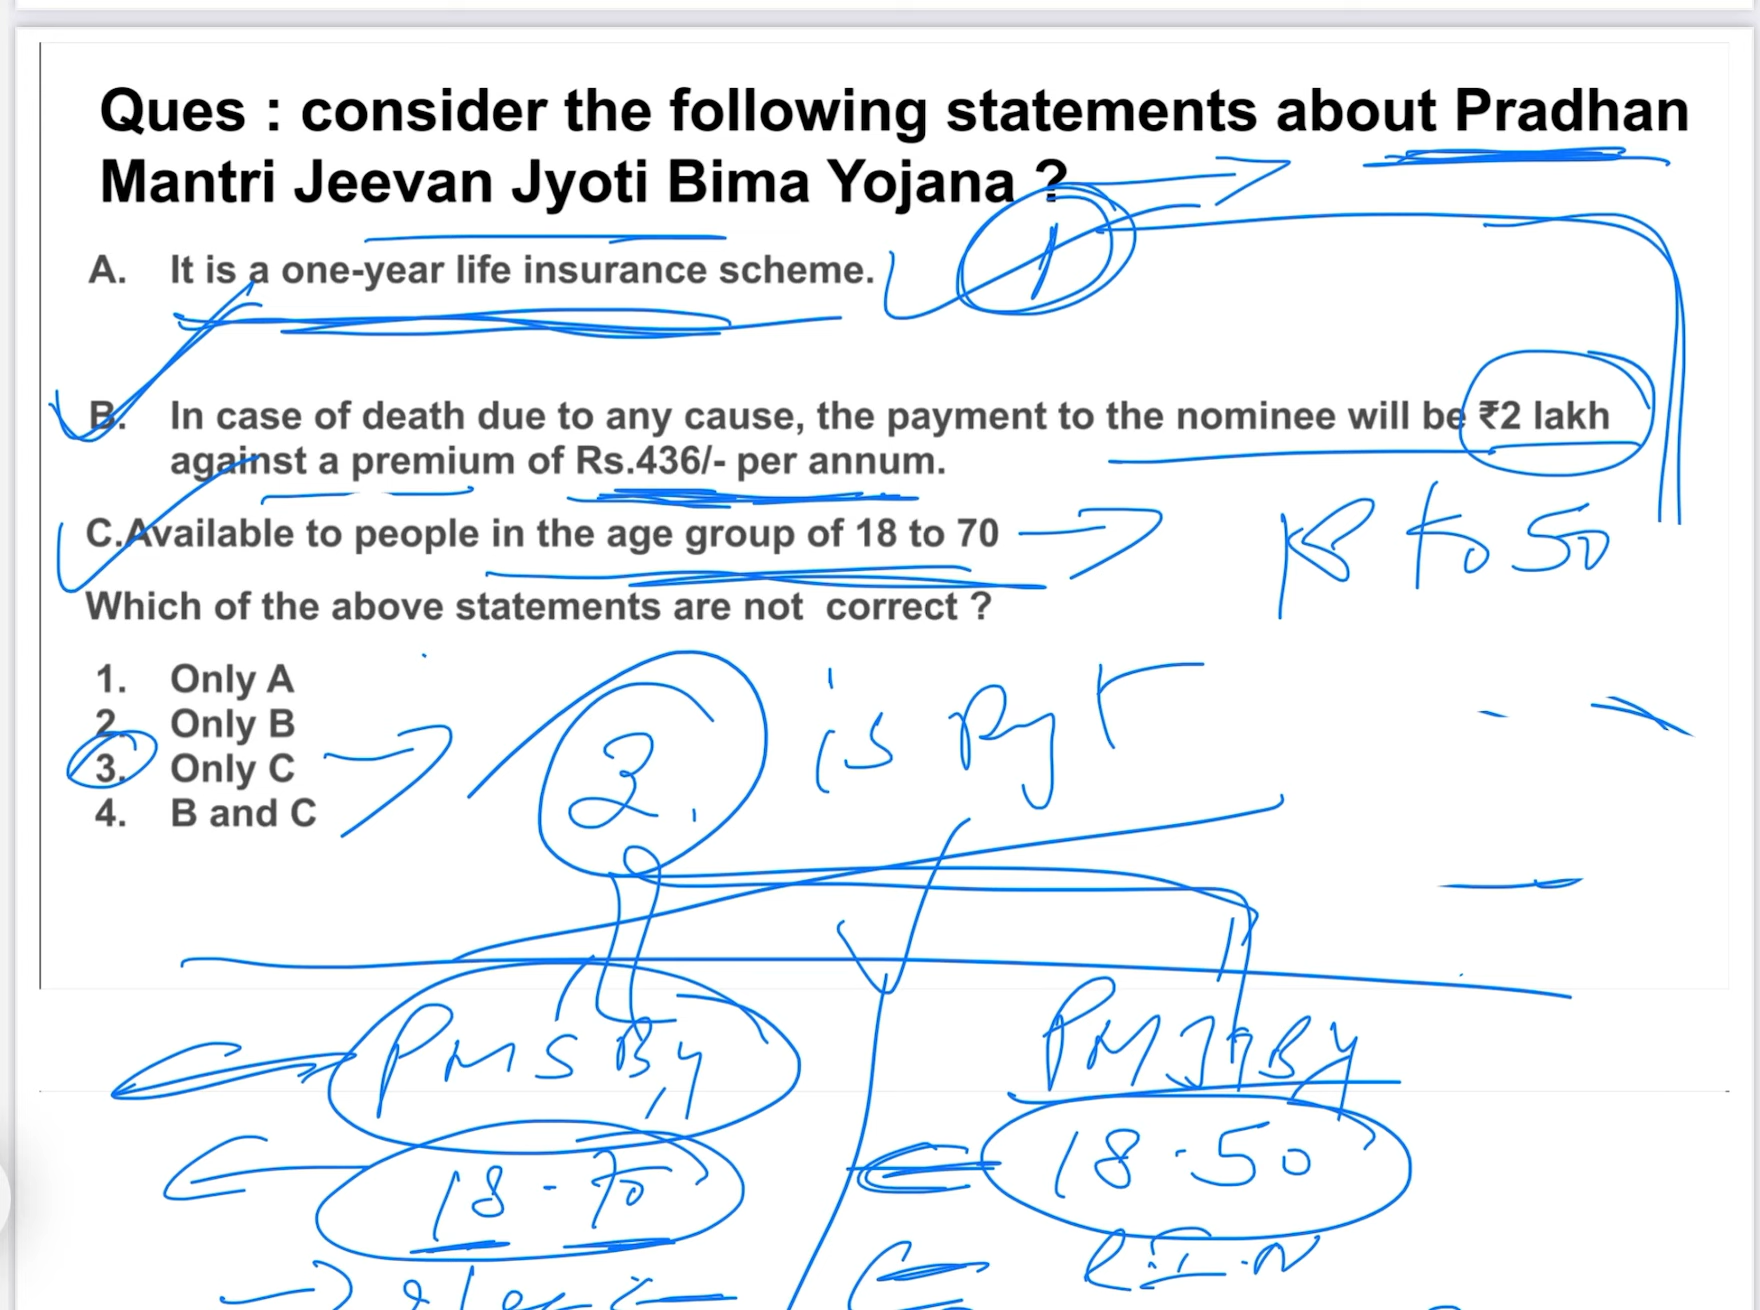 Ques : consider the following statements about Pradhan
Mantri Jeevan Jyoti Bima Yojana ?
1
A. It is a one-year life insurance scheme.
B. In case of death due to any cause, the payment to the nominee will be ₹2 lakh
against a premium of Rs.436/- per annum.
C.Available to people in the age group of 18 to 70
18 to 50
Which of the above statements are not correct ?
1. Only A
2. Only B
3. Only C
4. B and C
3 is
PMSBY
PMJJBY
18-70
18-50